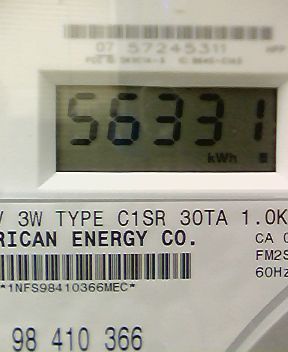 07 57245311
56331
kWh
V 3W TYPE C1SR 30TA 1.0K
RICAN ENERGY CO.
CA 0
FM2S
60Hz
*1NFS98410366MEC*
98 410 366